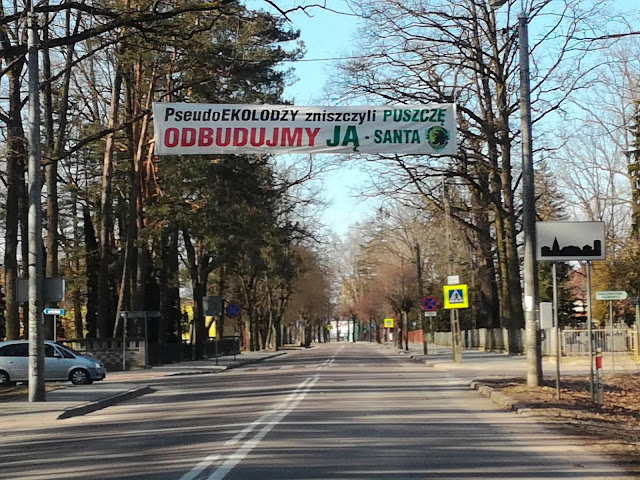 PseudoEKOLODZY zniszczyli PUSZCZĘ
ODBUDUJMY JĄ - SANTA